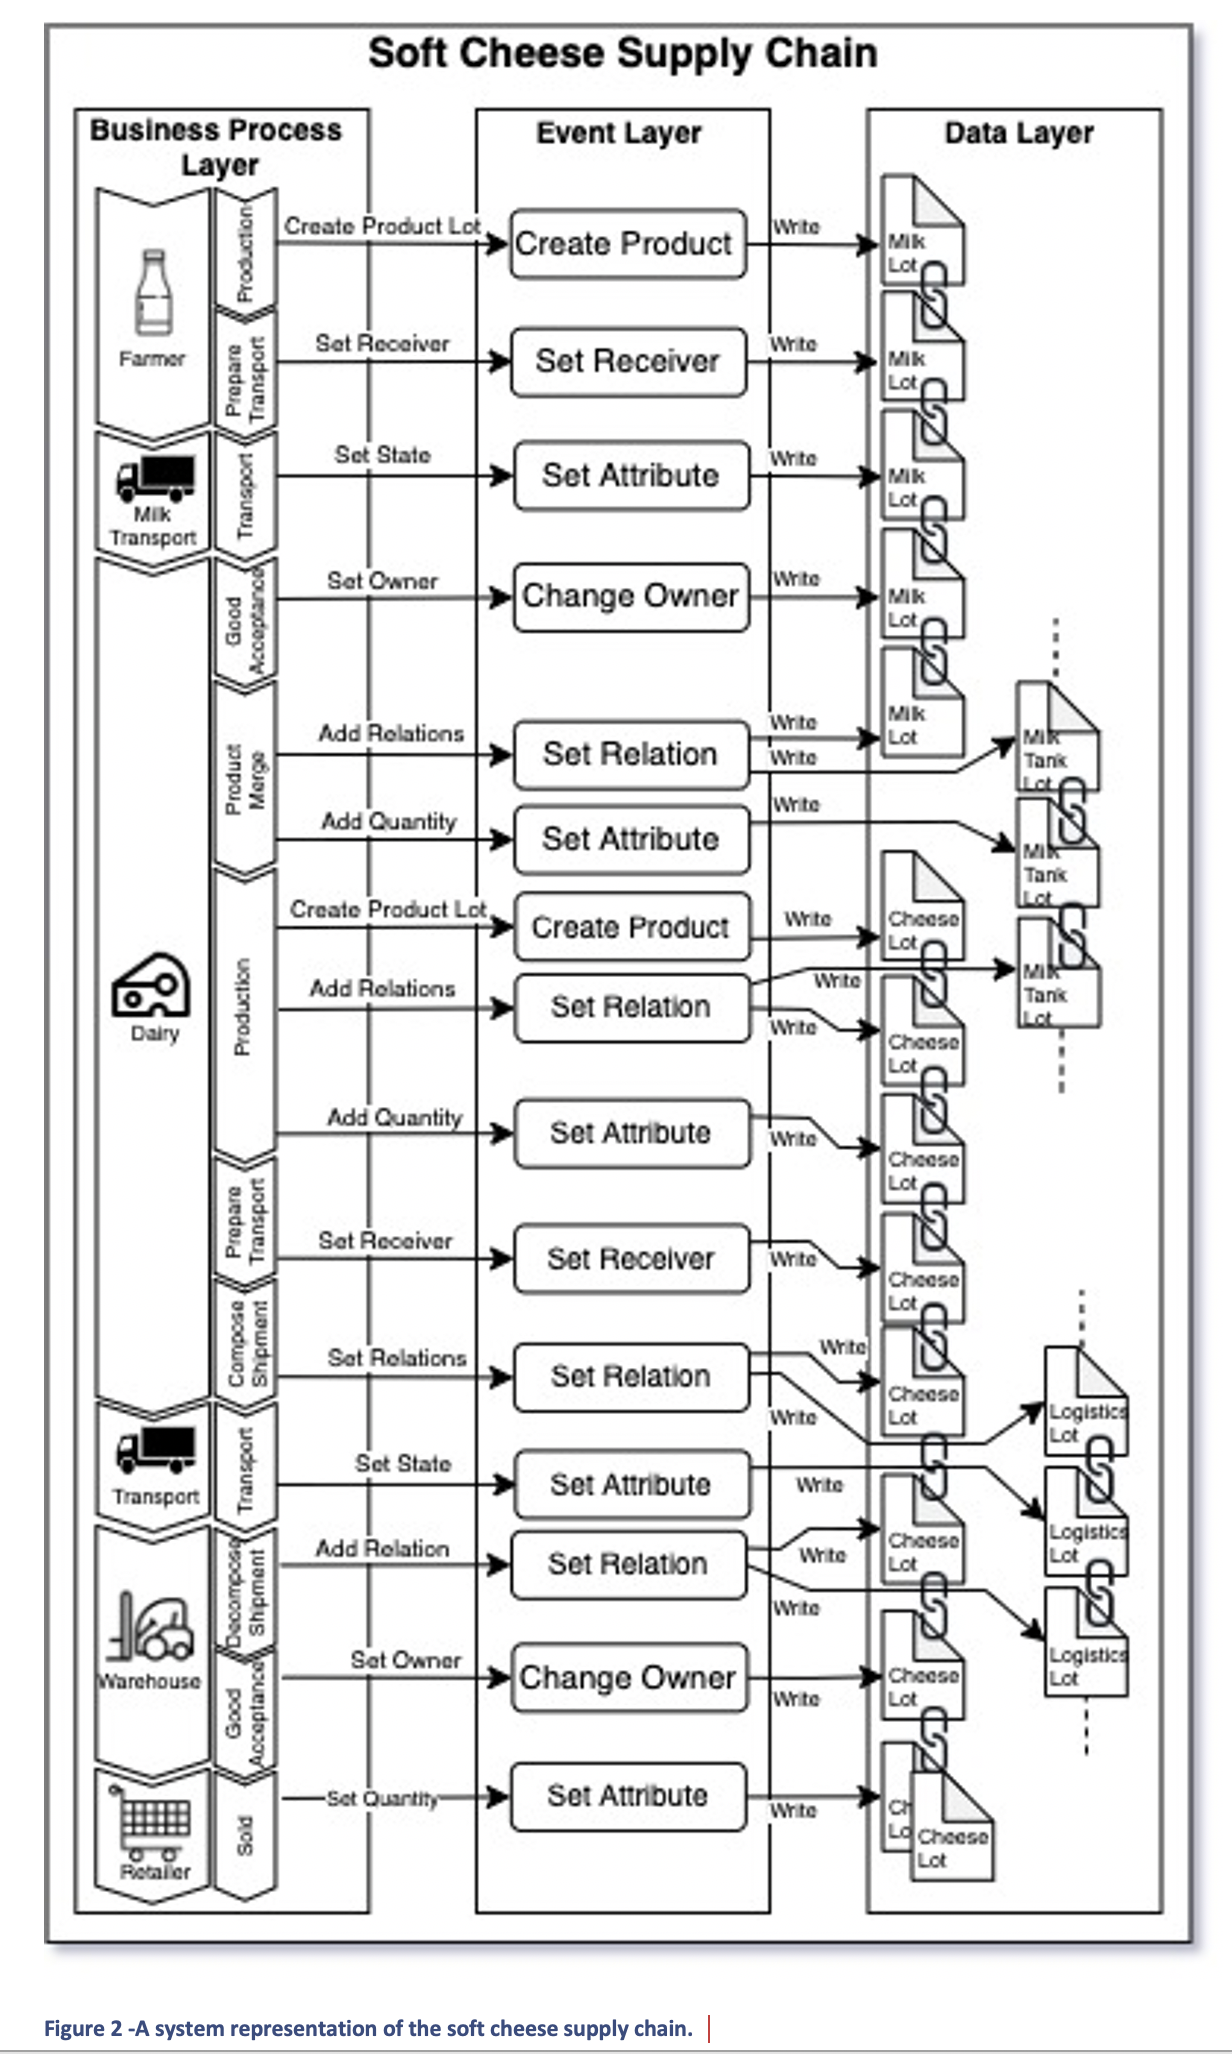 Soft Cheese Supply Chain
Business Process
Layer
Event Layer
Data Layer
Farmer
Production
Create Product Lot
Create Product
Write
Milk
Lot
Prepare
Transport
Set Receiver
Set Receiver
Write
Milk
Lot
Milk
Transport
Transport
Set State
Set Attribute
Write
Milk
Lot
Dairy
Good
Acceptance
Set Owner
Change Owner
Write
Milk
Lot
Product
Merge
Add Relations
Set Relation
Write
Write
Milk
Lot
Milk
Tank
Lot
Add Quantity
Set Attribute
Write
Milk
Tank
Lot
Production
Create Product Lot
Create Product
Write
Cheese
Lot
Add Relations
Set Relation
Write
Write
Milk
Tank
Lot
Cheese
Lot
Add Quantity
Set Attribute
Write
Cheese
Lot
Prepare
Transport
Set Receiver
Set Receiver
Write
Cheese
Lot
Compose
Shipment
Set Relations
Set Relation
Write
Write
Cheese
Lot
Logistics
Lot
Transport
Transport
Set State
Set Attribute
Write
Logistics
Lot
Warehouse
Decompose
Shipment
Add Relation
Set Relation
Write
Write
Cheese
Lot
Logistics
Lot
Good
Acceptance
Set Owner
Change Owner
Write
Cheese
Lot
Retailer
Sold
Set Quantity
Set Attribute
Write
Ch
Lo
Cheese
Lot
Figure 2 -A system representation of the soft cheese supply chain.